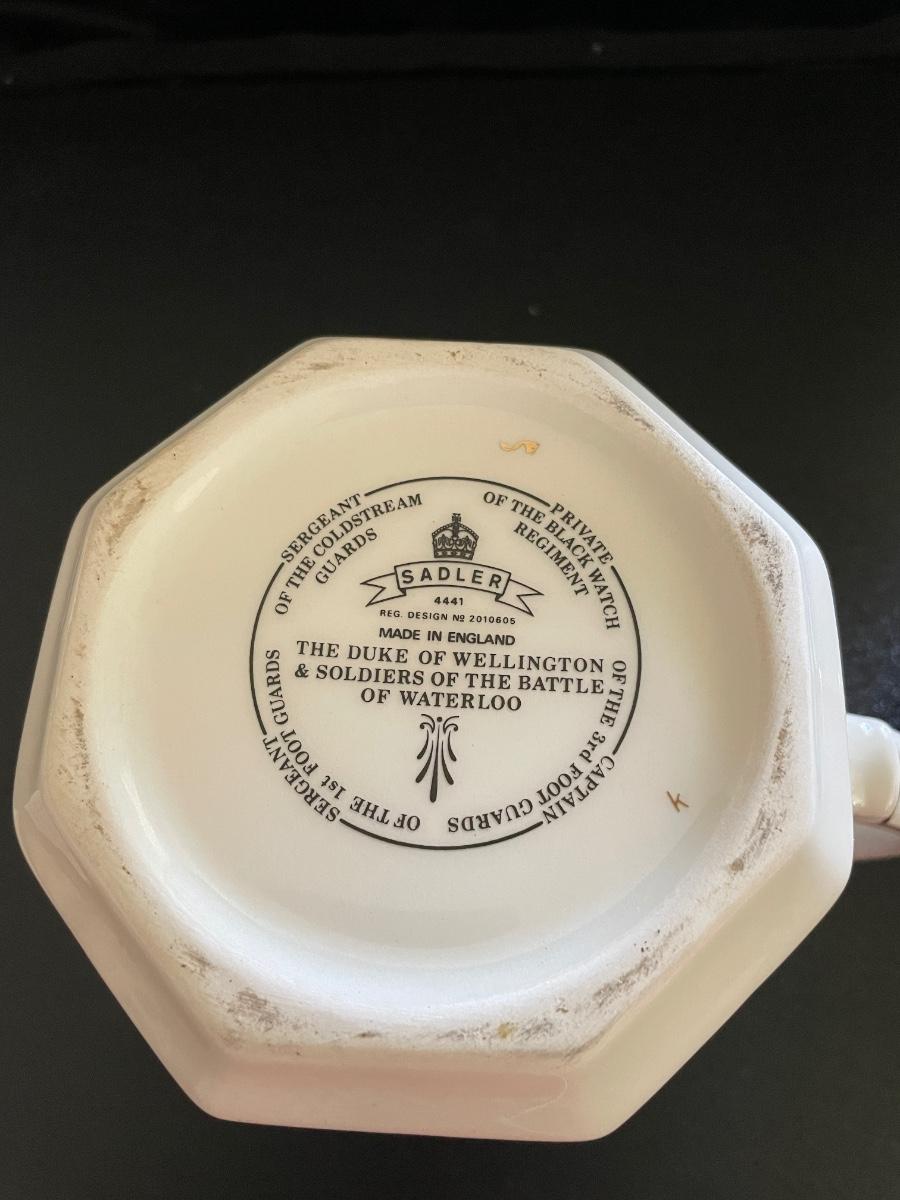 SERGEANT
OF THE COLDSTREAM
GUARDS
PRIVATE
OF THE BLACK WATCH
REGIMENT
SADLER
4441
REG. DESIGN Nº 2010605
MADE IN ENGLAND
THE DUKE OF WELLINGTON
& SOLDIERS OF THE BATTLE
OF WATERLOO
CAPTAIN
OF THE 3rd FOOT GUARDS
SERGEANT
OF THE 1st FOOT GUARDS
k